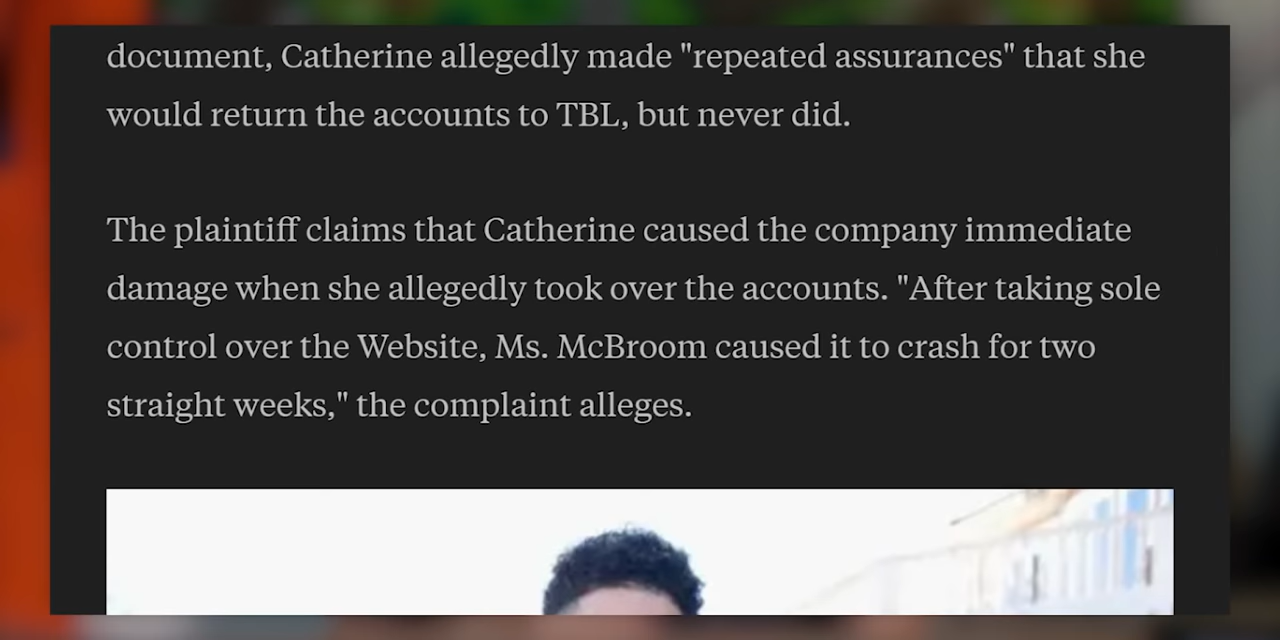 document, Catherine allegedly made "repeated assurances" that she
would return the accounts to TBL, but never did.
The plaintiff claims that Catherine caused the company immediate
damage when she allegedly took over the accounts. "After taking sole
control over the Website, Ms. McBroom caused it to crash for two
straight weeks," the complaint alleges.